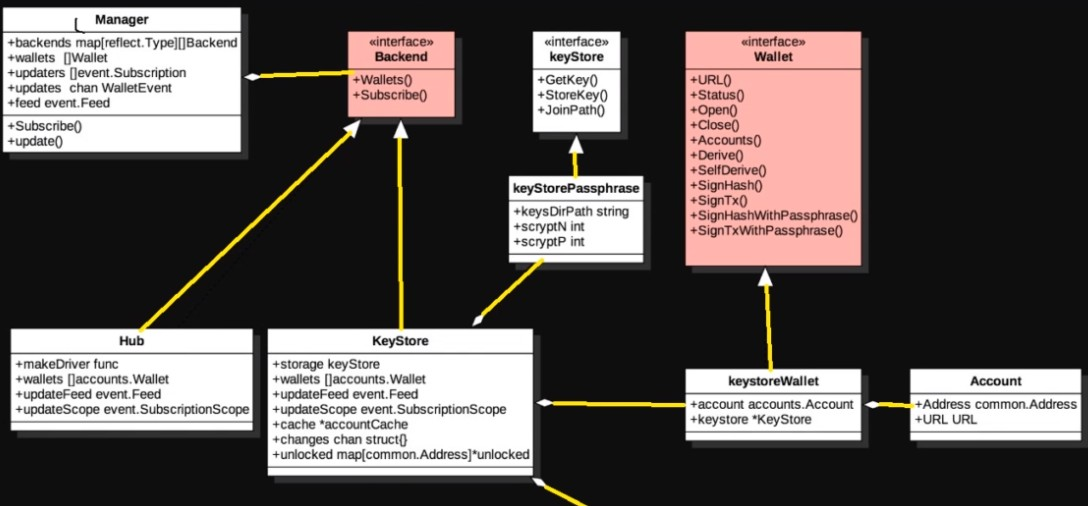 Manager
+backends map[reflect.Type][]Backend
+wallets []Wallet
+updaters []event.Subscription
+updates chan WalletEvent
+feed event.Feed
+Subscribe()
+update()
«interface»
Backend
+Wallets()
+Subscribe()
«interface»
keyStore
+GetKey()
+StoreKey()
+JoinPath()
«interface»
Wallet
+URL()
+Status()
+Open()
+Close()
+Accounts()
+Derive()
+SelfDerive()
+SignHash()
+SignTx()
+SignHashWithPassphrase()
+SignTxWithPassphrase()
keyStorePassphrase
+keysDirPath string
+scryptN int
+scryptP int
Hub
+makeDriver func
+wallets []accounts.Wallet
+updateFeed event.Feed
+updateScope event.SubscriptionScope
KeyStore
+storage keyStore
+wallets []accounts.Wallet
+updateFeed event.Feed
+updateScope event.SubscriptionScope
+cache *accountCache
+changes chan struct{}
+unlocked map[common.Address]*unlocked
keystoreWallet
+account accounts.Account
+keystore *KeyStore
Account
+Address common.Address
+URL URL